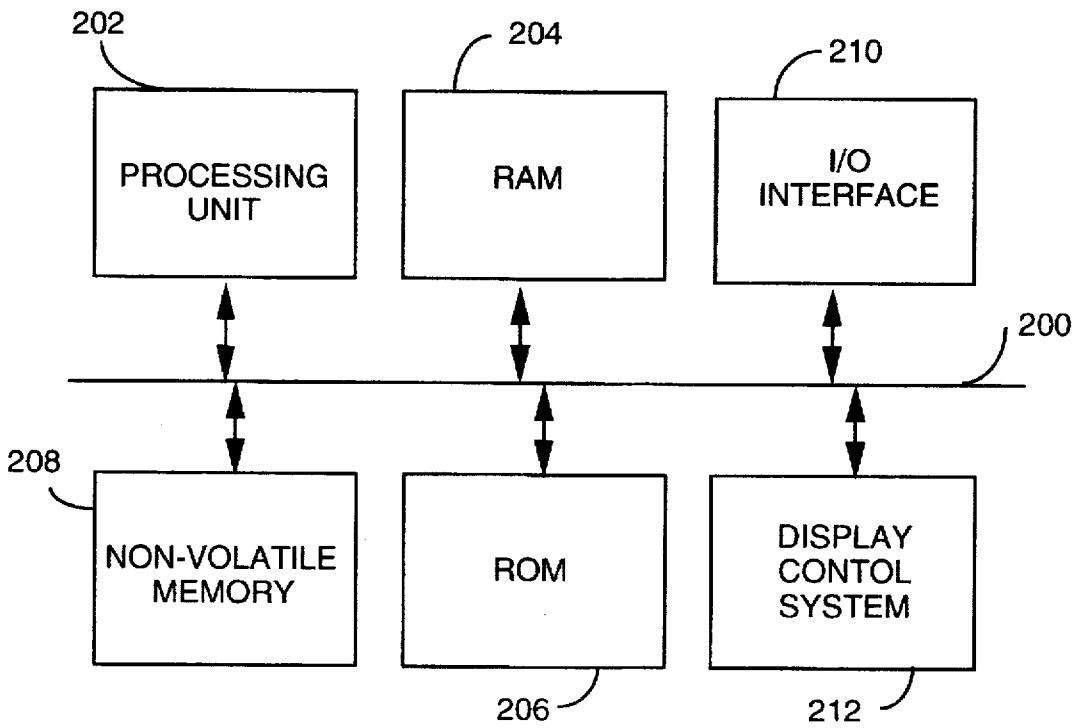 202
204
210
PROCESSING
UNIT
RAM
I/O
INTERFACE
200
208
NON-VOLATILE
MEMORY
ROM
DISPLAY
CONTOL
SYSTEM
206
212